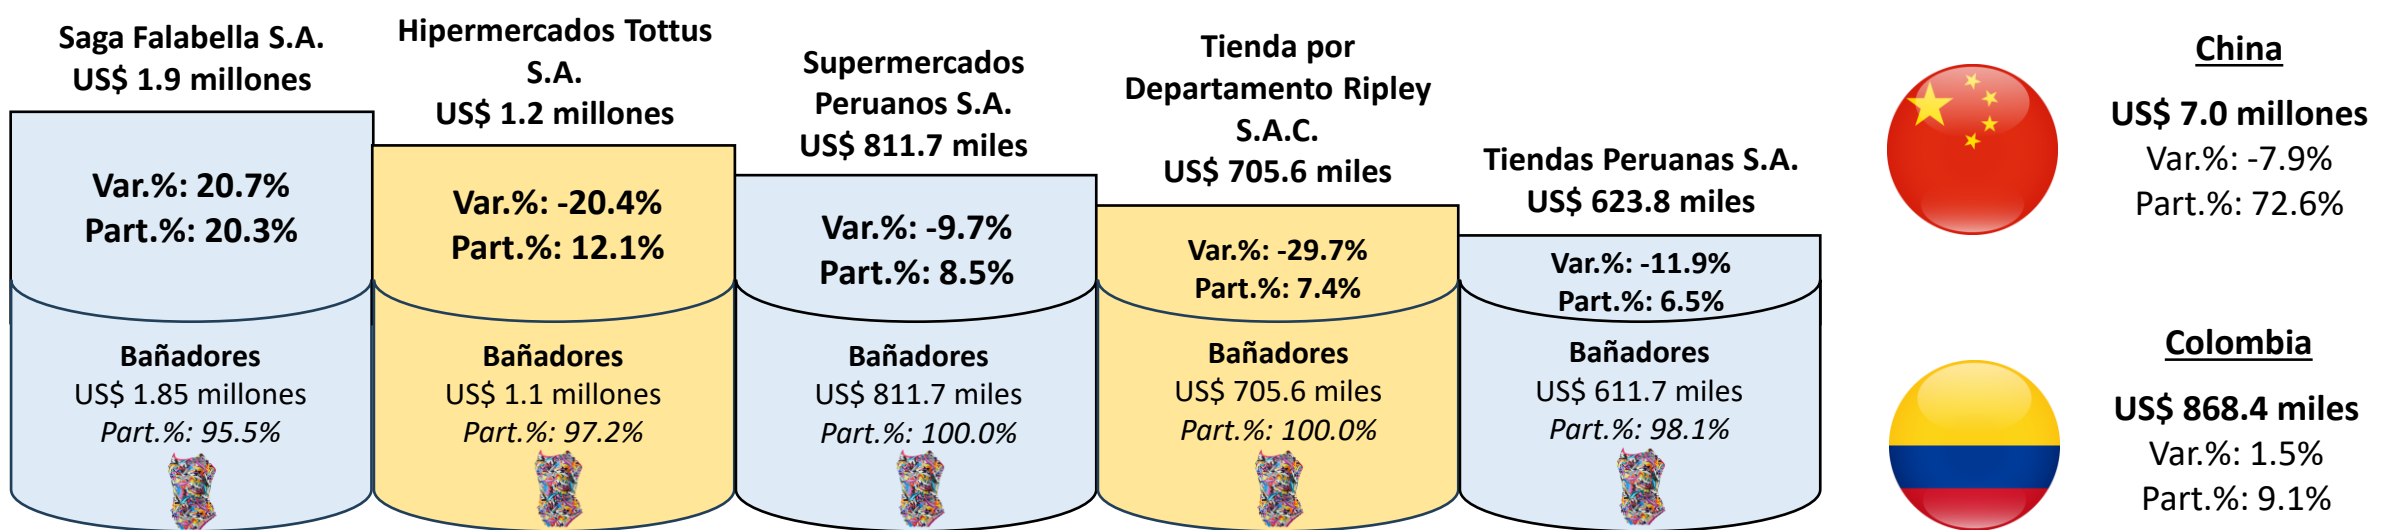 Saga Falabella S.A.
US$ 1.9 millones
Var.%: 20.7%
Part.%: 20.3%
Bañadores
US$ 1.85 millones
Part.%: 95.5%
Hipermercados Tottus
S.A.
US$ 1.2 millones
Var.%: -20.4%
Part.%: 12.1%
Bañadores
US$ 1.1 millones
Part.%: 97.2%
Supermercados
Peruanos S.A.
US$ 811.7 miles
Var.%: -9.7%
Part.%: 8.5%
Bañadores
US$ 811.7 miles
Part.%: 100.0%
Tienda por
Departamento Ripley
S.A.C.
US$ 705.6 miles
Var.%: -29.7%
Part.%: 7.4%
Bañadores
US$ 705.6 miles
Part.%: 100.0%
Tiendas Peruanas S.A.
US$ 623.8 miles
Var.%: -11.9%
Part.%: 6.5%
Bañadores
US$ 611.7 miles
Part.%: 98.1%
China
US$ 7.0 millones
Var.%: -7.9%
Part.%: 72.6%
Colombia
US$ 868.4 miles
Var.%: 1.5%
Part.%: 9.1%